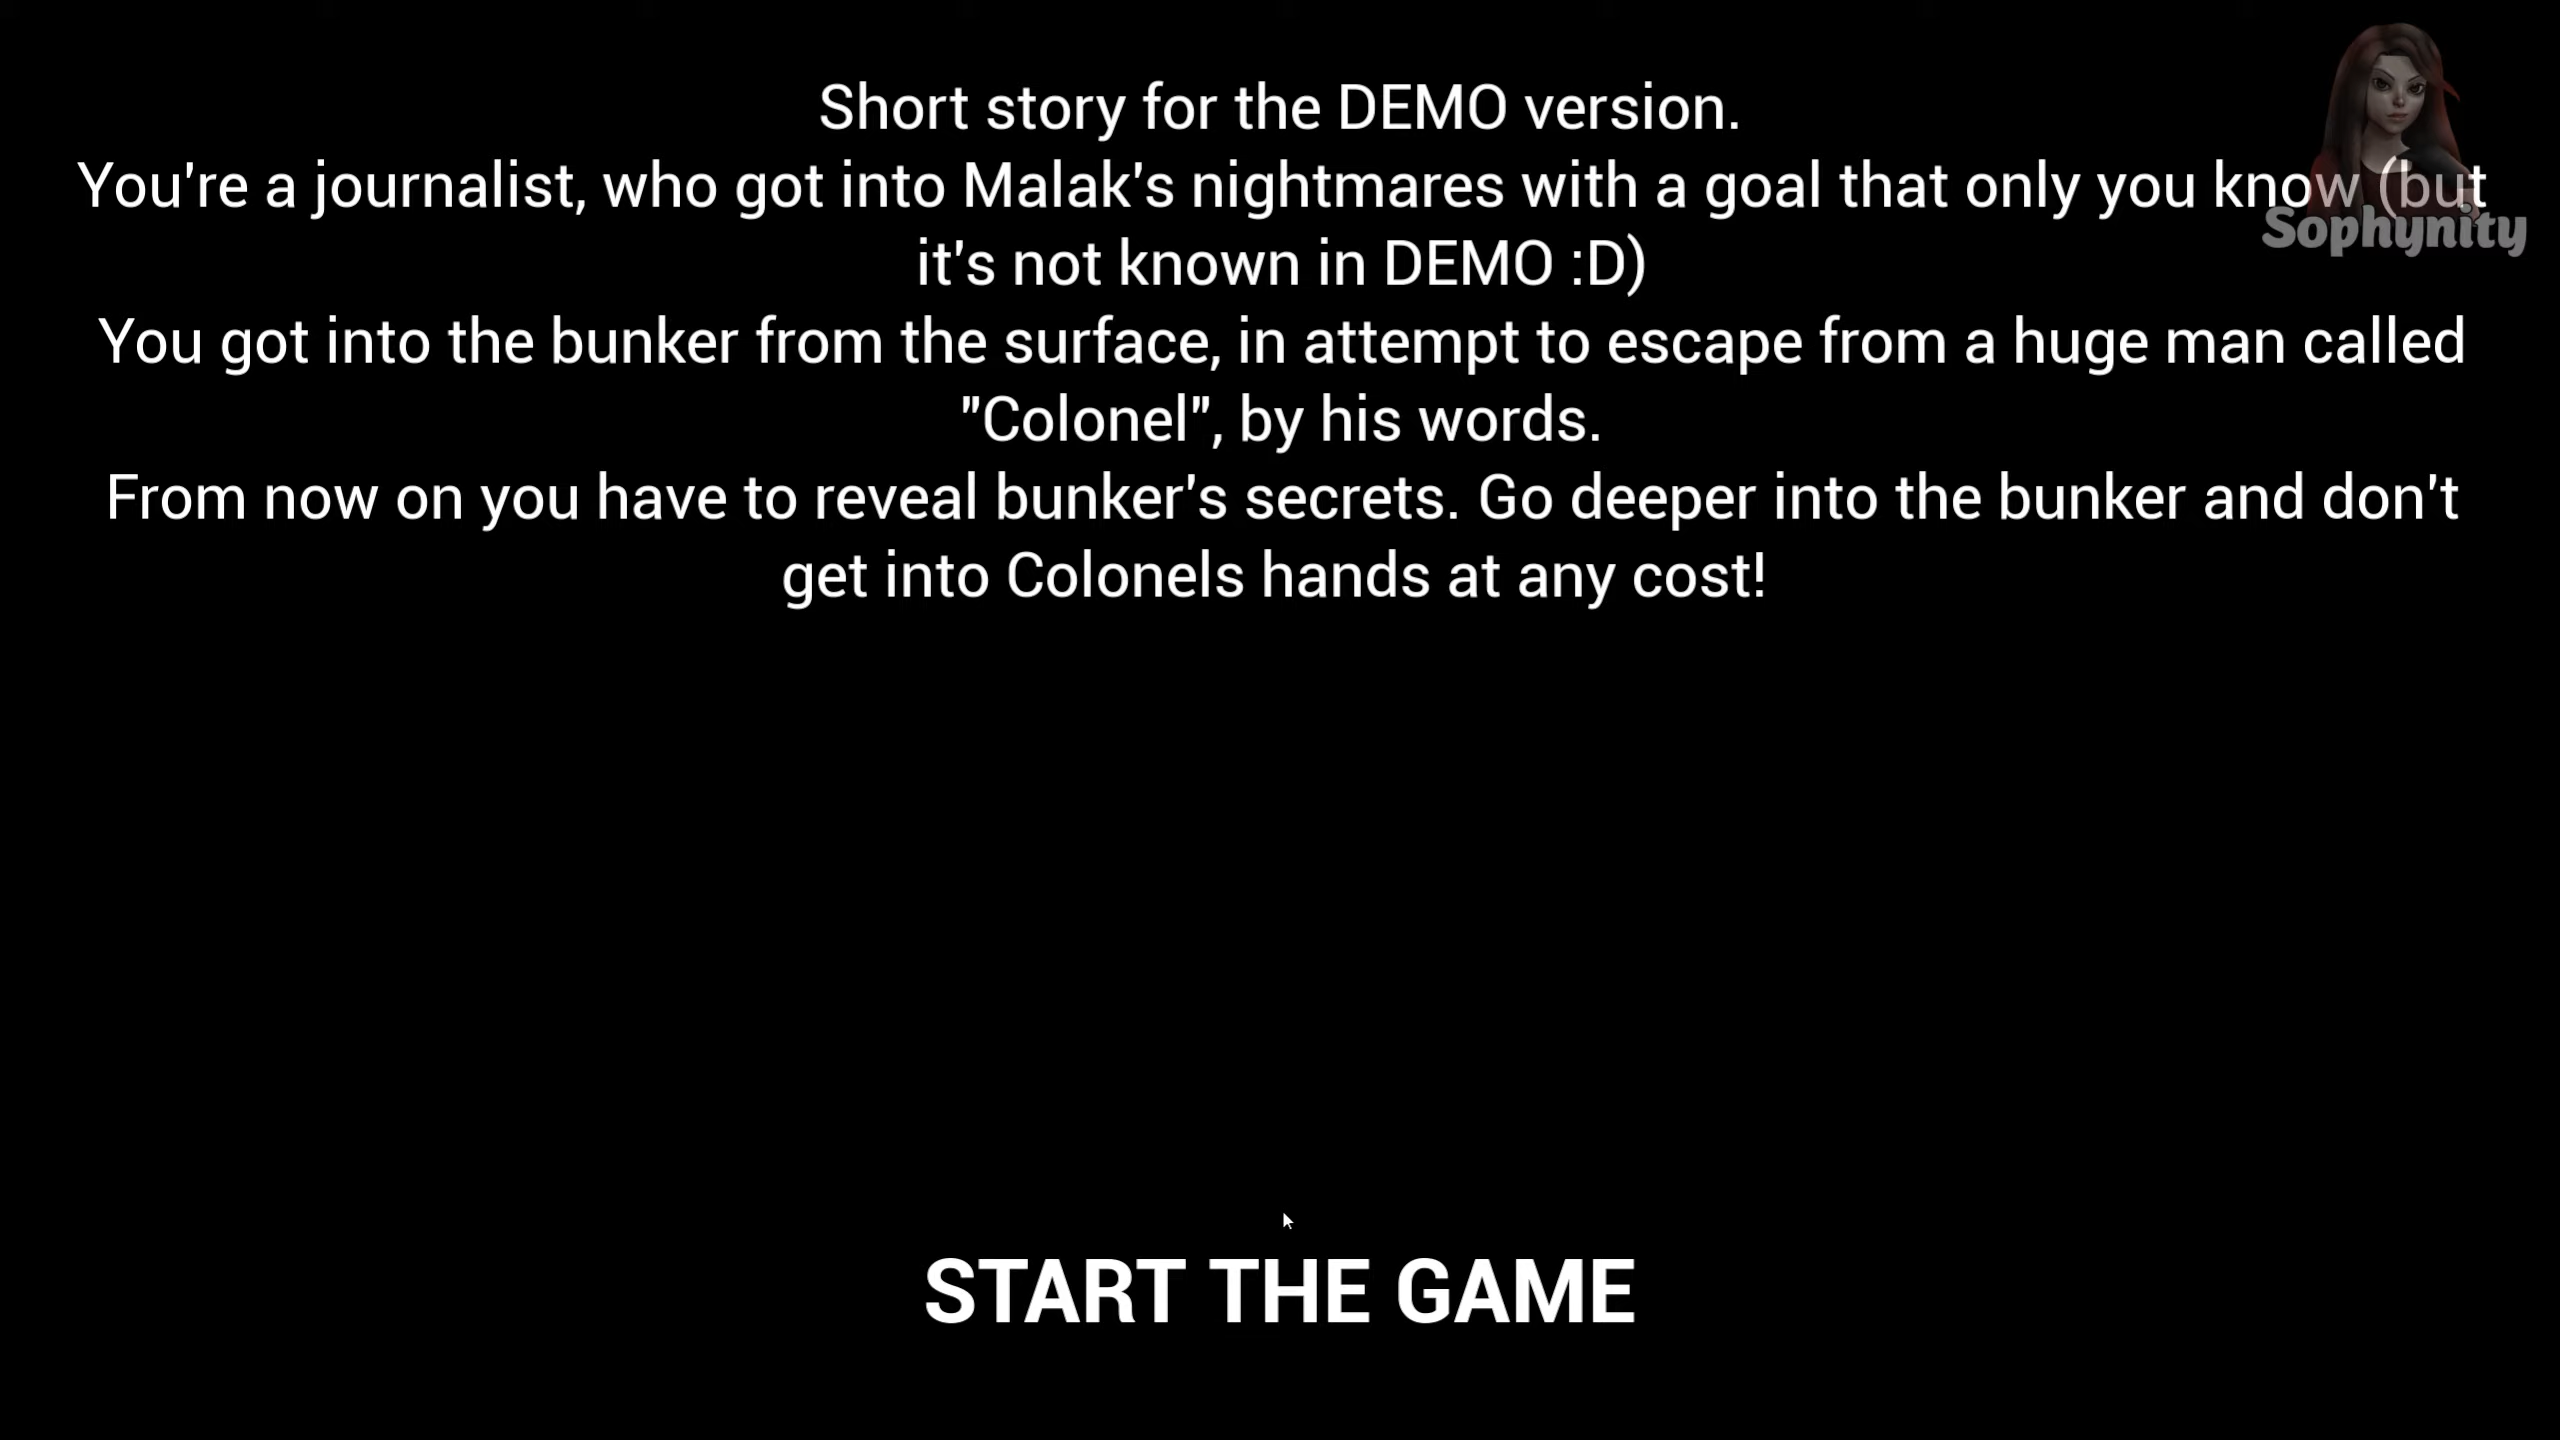 Short story for the DEMO version.
You're a journalist, who got into Malak's nightmares with a goal that only you know (but
it's not known in DEMO :D)
You got into the bunker from the surface, in attempt to escape from a huge man called
"Colonel", by his words.
From now on you have to reveal bunker's secrets. Go deeper into the bunker and don't
get into Colonels hands at any cost!
Sophynity
START THE GAME